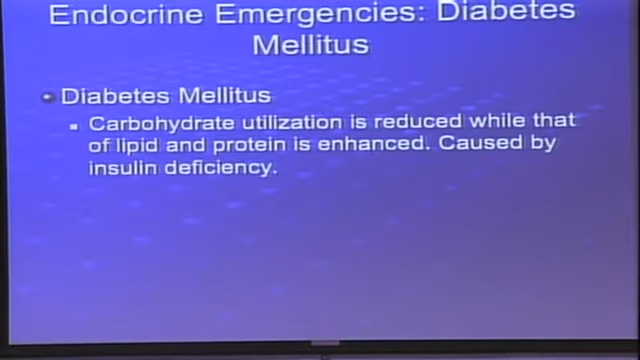 Endocrine Emergencies: Diabetes
Mellitus
Diabetes Mellitus
Carbohydrate utilization is reduced while that
of lipid and protein is enhanced. Caused by
insulin deficiency.